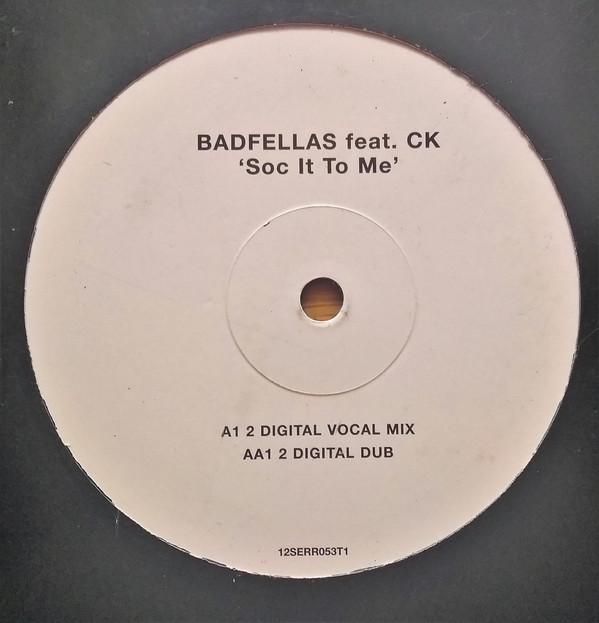 BADFELLAS feat. CK
‘Soc It To Me’
A1 2 DIGITAL VOCAL MIX
AA1 2 DIGITAL DUB
12SERR053T1